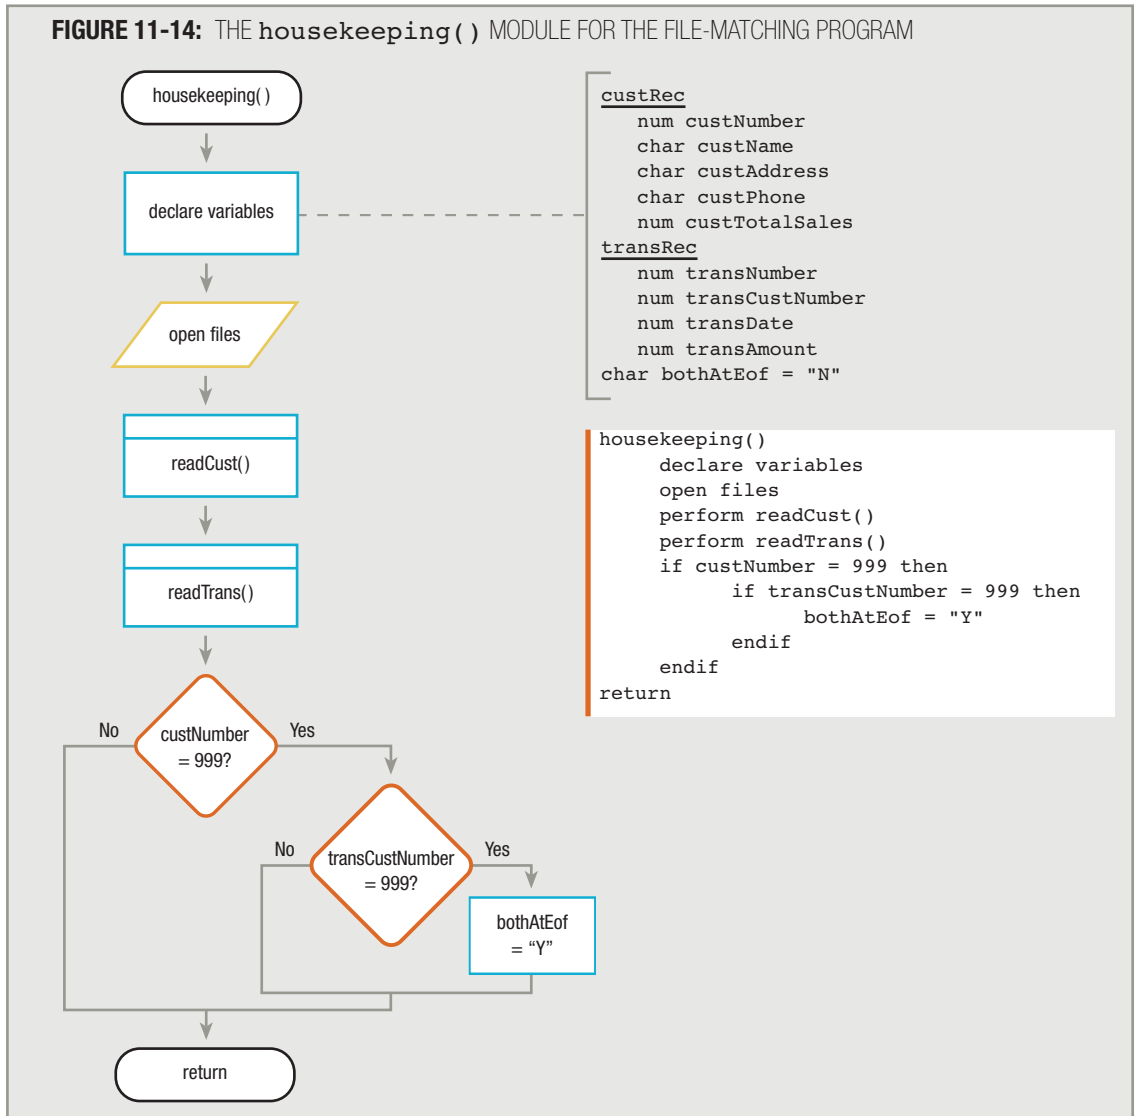 FIGURE 11-14: THE housekeeping() MODULE FOR THE FILE-MATCHING PROGRAM
housekeeping( )
declare variables
open files
readCust( )
readTrans( )
custNumber
= 999?
No
Yes
transCustNumber
= 999?
No
Yes
bothAtEof
= “Y”
return
custRec
num custNumber
char custName
char custAddress
char custPhone
num custTotalSales
transRec
num transNumber
num transCustNumber
num transDate
num transAmount
char bothAtEof = "N"
housekeeping()
declare variables
open files
perform readCust()
perform readTrans()
if custNumber = 999 then
if transCustNumber = 999 then
bothAtEof = "Y"
endif
endif
return